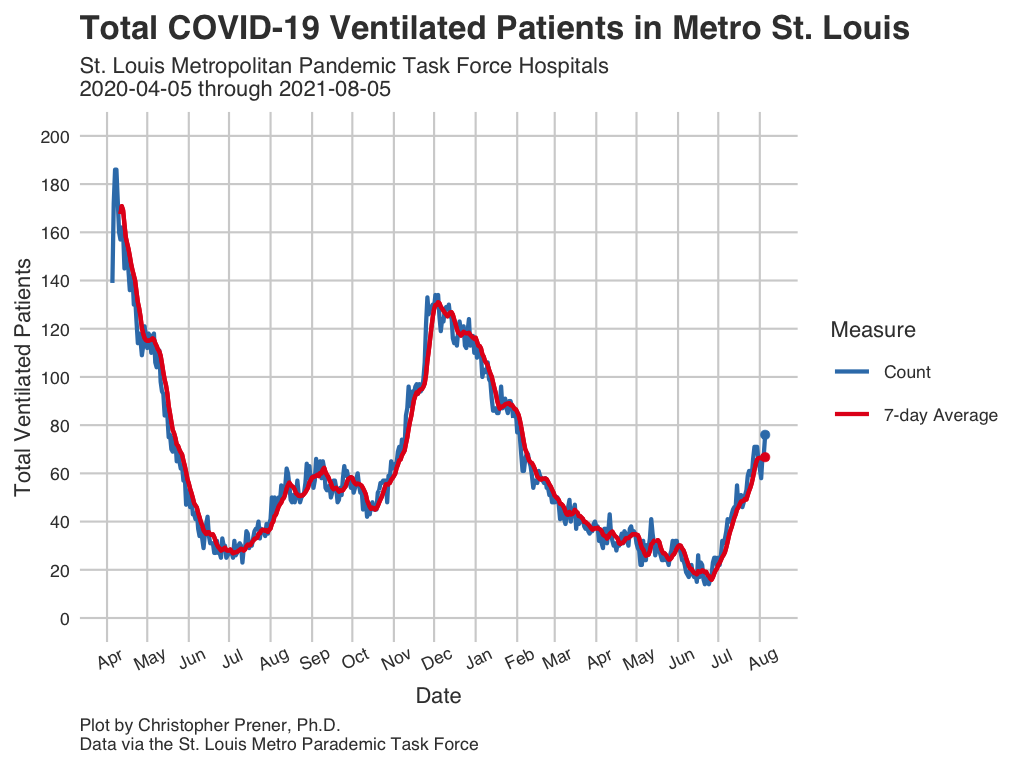 Total COVID-19 Ventilated Patients in Metro St. Louis
St. Louis Metropolitan Pandemic Task Force Hospitals
2020-04-05 through 2021-08-05
Total Ventilated Patients
200
180
160
140
120
100
80
60
40
20
0
Apr May Jun Jul Aug Sep Oct Nov Dec Jan Feb Mar Apr May Jun Jul Aug
Date
Measure
Count
7-day Average
Plot by Christopher Prener, Ph.D.
Data via the St. Louis Metro Parademic Task Force